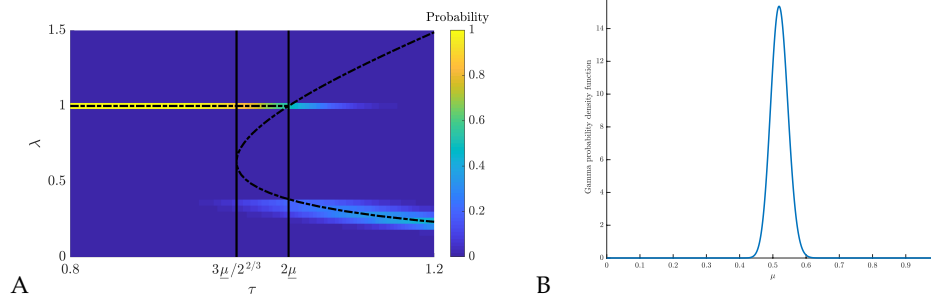 Probability
1.5
1
0.5
0
λ
0.8
3μ/2^{2/3}
2μ
1.2
τ
1
0.8
0.6
0.4
0.2
0
A
14
12
10
8
6
4
2
0
Gamma probability density function
0 0.1 0.2 0.3 0.4 0.5 0.6 0.7 0.8 0.9
μ
B